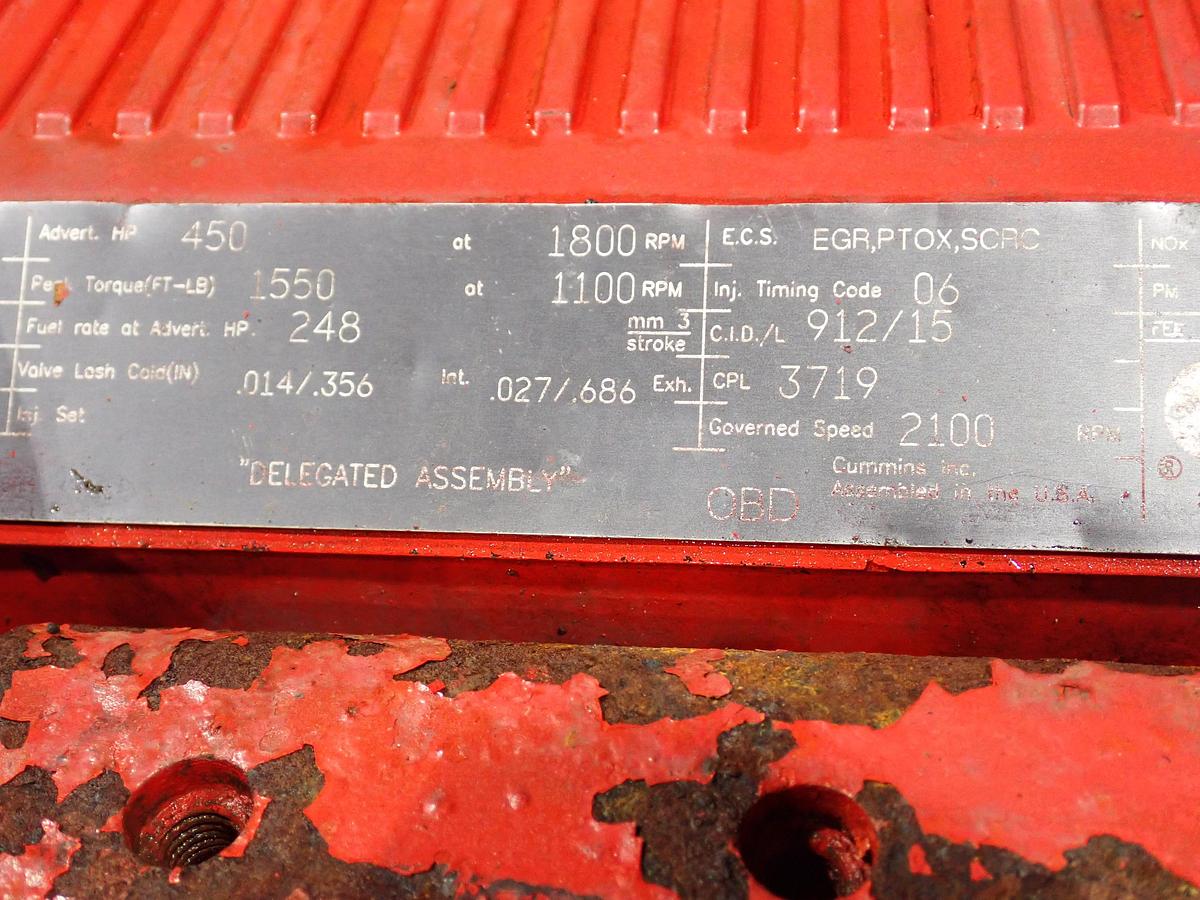 Advert. HP 450 at 1800 RPM
Peak Torque(FT-LB) 1550 at 1100 RPM
Fuel rate at Advert. HP. 248 mm 3
stroke
Valve Lash Cold(IN) .014/.356 Int. .027/.686 Exh.
Inj Set
"DELEGATED ASSEMBLY"
E.C.S. EGR,PTOX,SCRC
Inj. Timing Code 06
C.I.D./L 912/15
CPL 3719
Governed Speed 2100 RPM
Cummins Inc.
OBD Assembled in the U.S.A.
NOx
PM
FEL
®